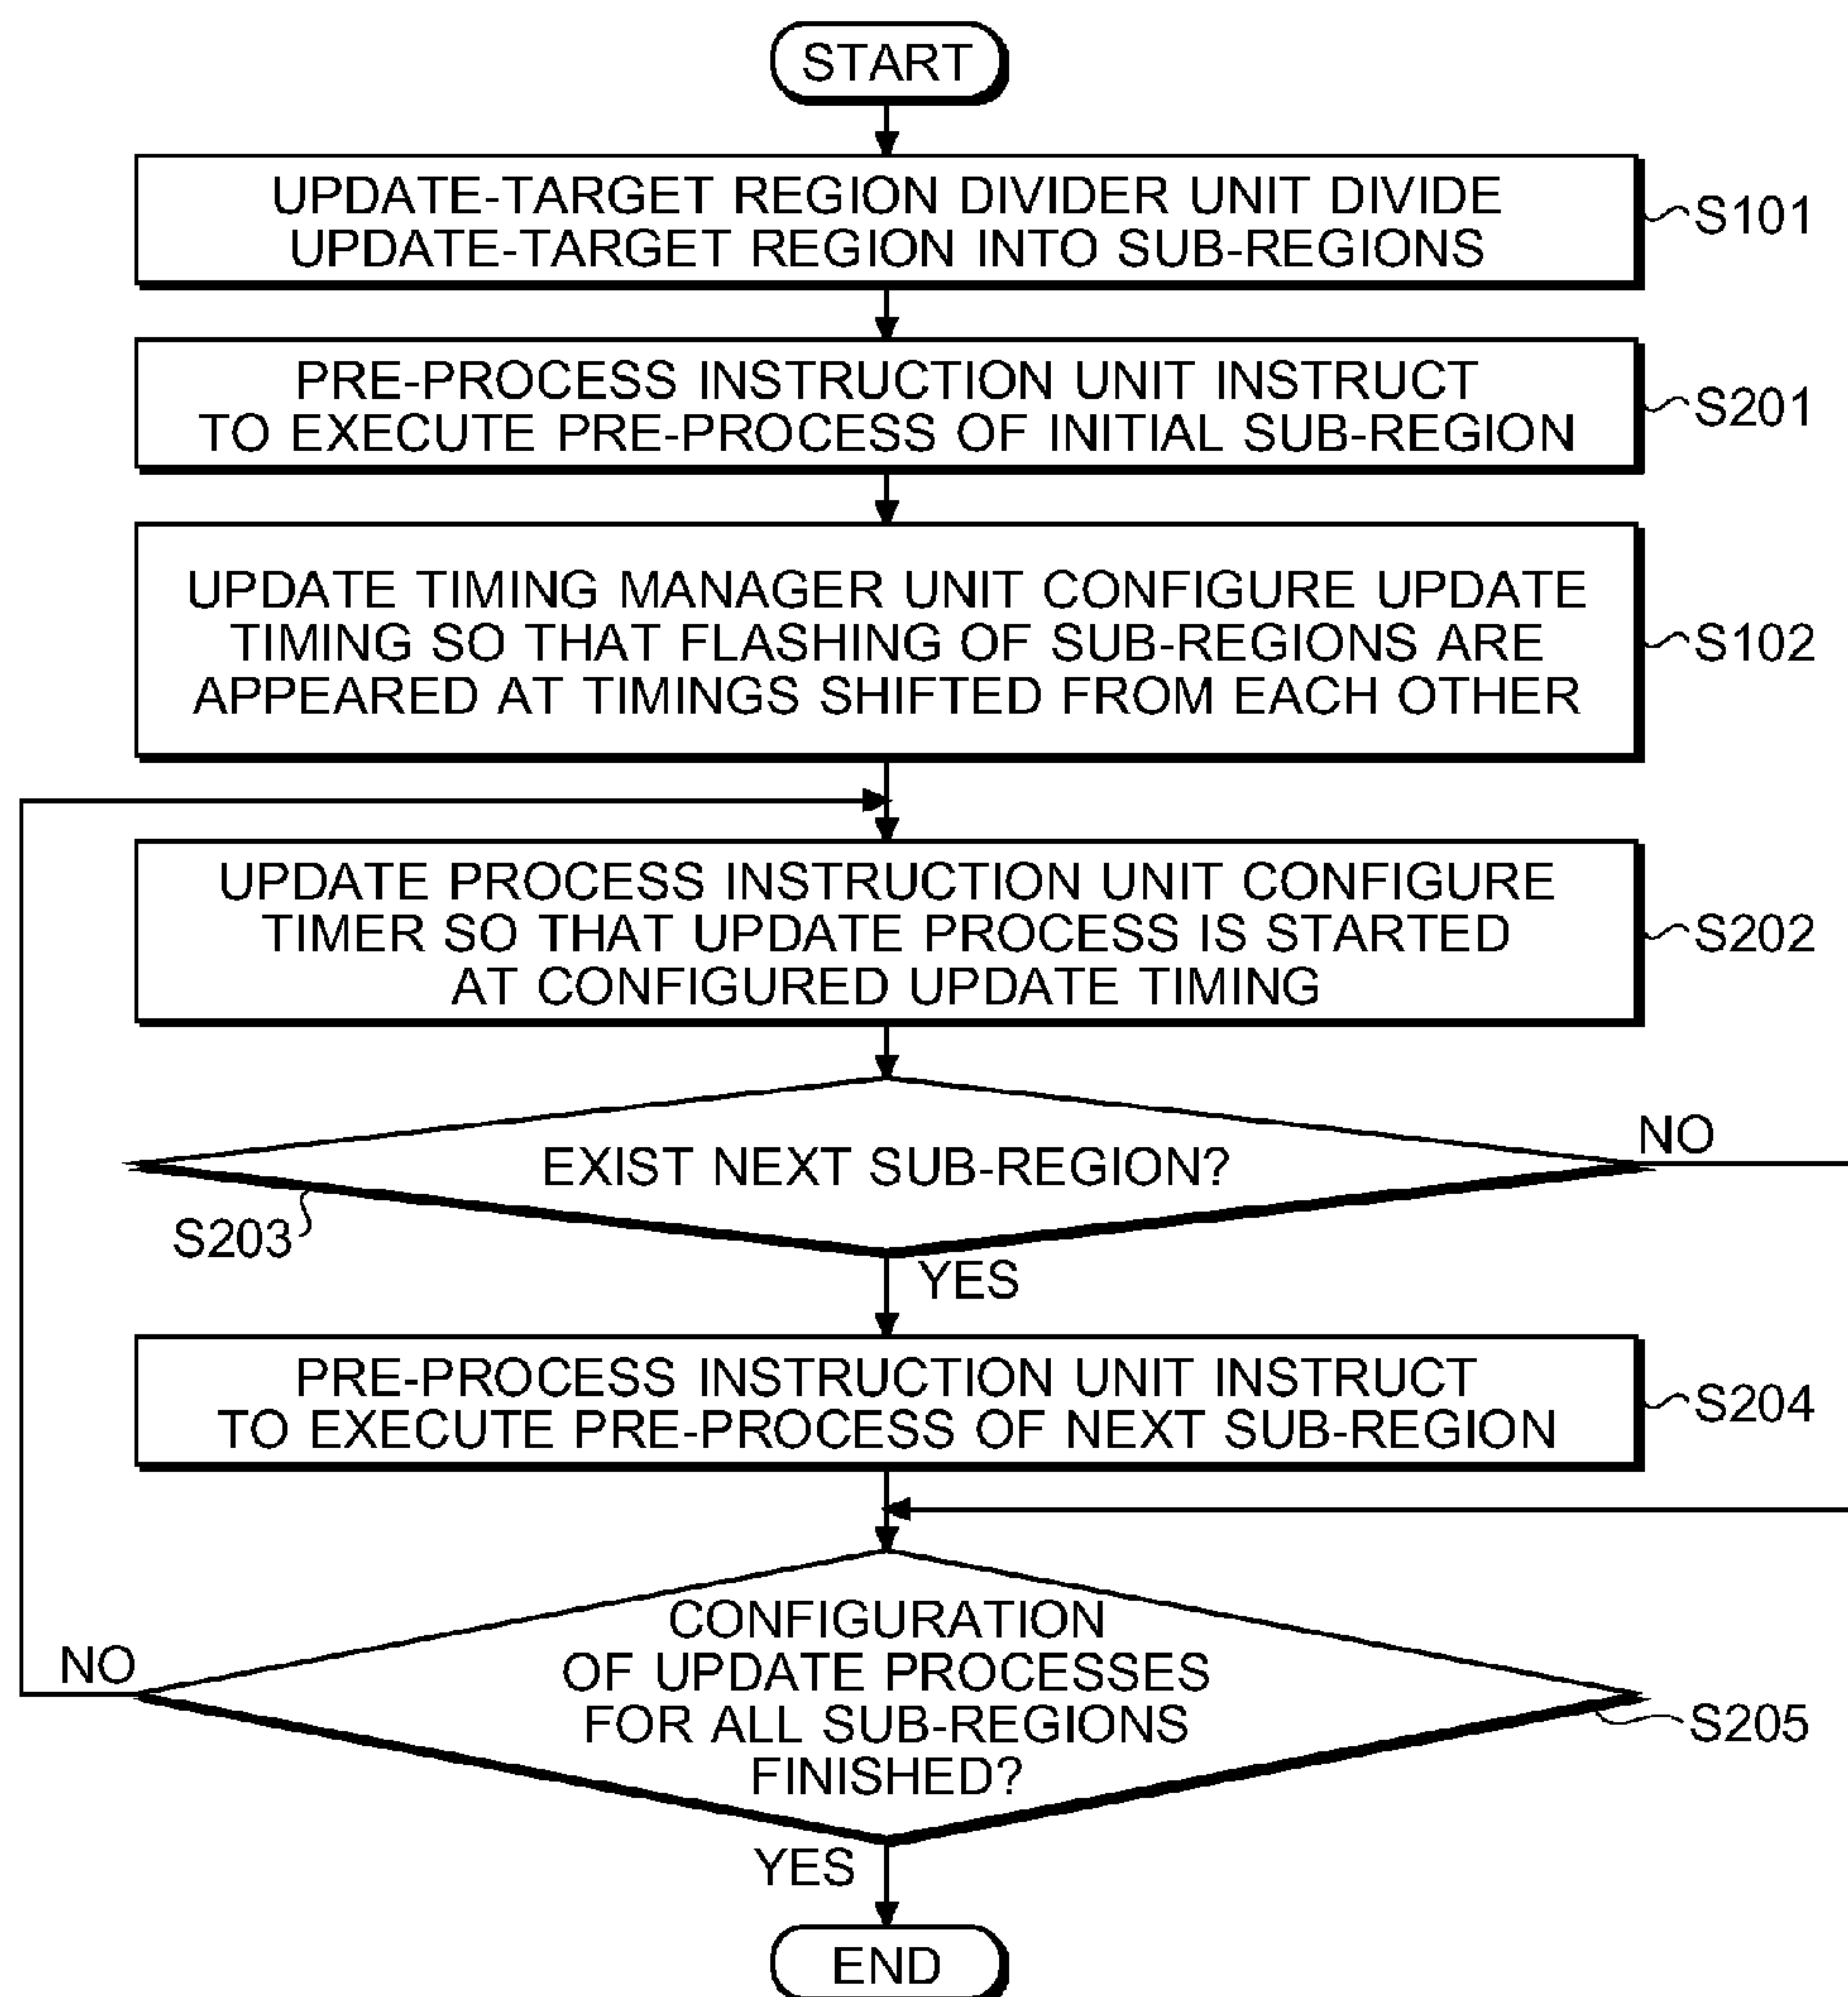 START
UPDATE-TARGET REGION DIVIDER UNIT DIVIDE
UPDATE-TARGET REGION INTO SUB-REGIONS
S101
PRE-PROCESS INSTRUCTION UNIT INSTRUCT
TO EXECUTE PRE-PROCESS OF INITIAL SUB-REGION
S201
UPDATE TIMING MANAGER UNIT CONFIGURE UPDATE
TIMING SO THAT FLASHING OF SUB-REGIONS ARE
APPEARED AT TIMINGS SHIFTED FROM EACH OTHER
S102
UPDATE PROCESS INSTRUCTION UNIT CONFIGURE
TIMER SO THAT UPDATE PROCESS IS STARTED
AT CONFIGURED UPDATE TIMING
S202
EXIST NEXT SUB-REGION?
NO
S203
YES
PRE-PROCESS INSTRUCTION UNIT INSTRUCT
TO EXECUTE PRE-PROCESS OF NEXT SUB-REGION
S204
CONFIGURATION
OF UPDATE PROCESSES
FOR ALL SUB-REGIONS
FINISHED?
NO
S205
YES
END